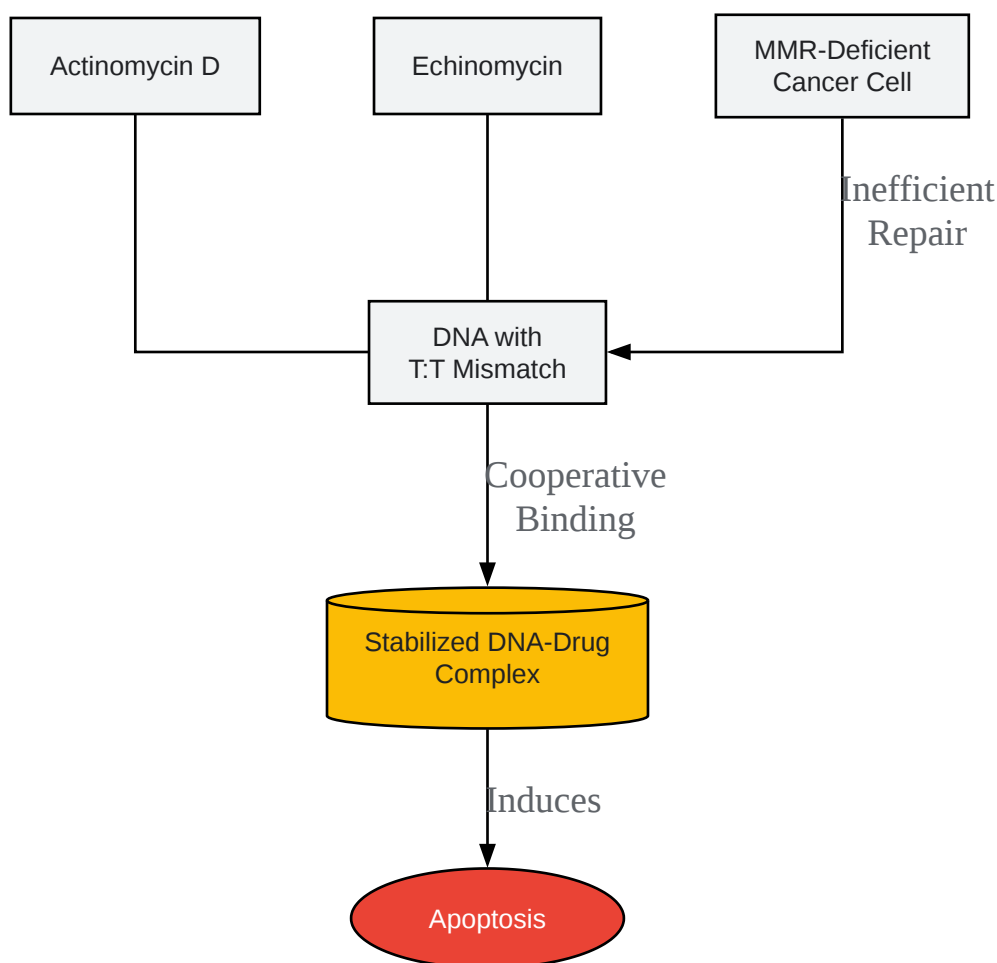 Actinomycin D
Echinomycin
MMR-Deficient
Cancer Cell
Inefficient
Repair
DNA with
T:T Mismatch
Cooperative
Binding
Stabilized DNA-Drug
Complex
Induces
Apoptosis